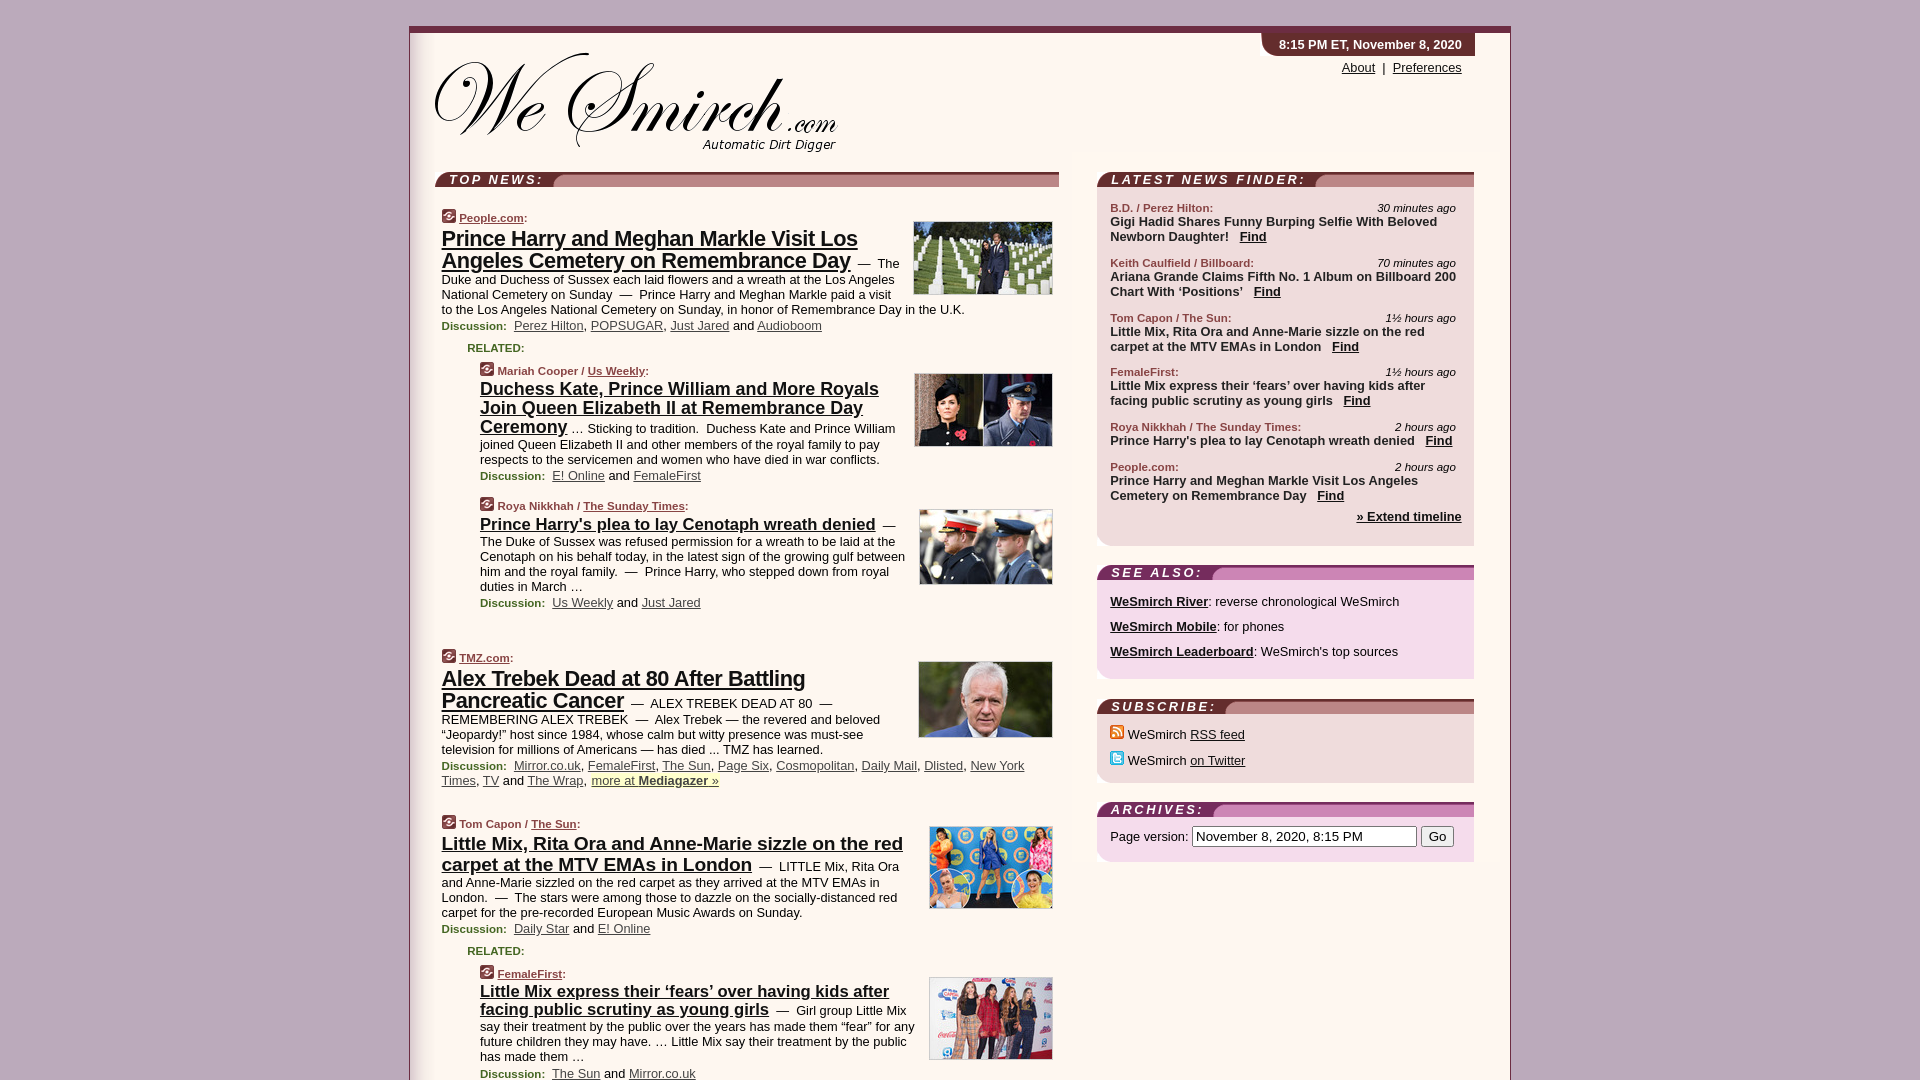 8:15 PM ET, November 8, 2020
About | Preferences
We Smirch.com
Automatic Dirt Digger
TOP NEWS:
People.com:
Prince Harry and Meghan Markle Visit Los
Angeles Cemetery on Remembrance Day — The
Duke and Duchess of Sussex each laid flowers and a wreath at the Los Angeles
National Cemetery on Sunday — Prince Harry and Meghan Markle paid a visit
to the Los Angeles National Cemetery on Sunday, in honor of Remembrance Day in the U.K.
Discussion: Perez Hilton, POPSUGAR, Just Jared and Audioboom
RELATED:
Mariah Cooper / Us Weekly:
Duchess Kate, Prince William and More Royals
Join Queen Elizabeth II at Remembrance Day
Ceremony … Sticking to tradition. Duchess Kate and Prince William
joined Queen Elizabeth II and other members of the royal family to pay
respects to the servicemen and women who have died in war conflicts.
Discussion: E! Online and FemaleFirst
Roya Nikkhah / The Sunday Times:
Prince Harry's plea to lay Cenotaph wreath denied —
The Duke of Sussex was refused permission for a wreath to be laid at the
Cenotaph on his behalf today, in the latest sign of the growing gulf between
him and the royal family. — Prince Harry, who stepped down from royal
duties in March …
Discussion: Us Weekly and Just Jared
TMZ.com:
Alex Trebek Dead at 80 After Battling
Pancreatic Cancer — ALEX TREBEK DEAD AT 80 —
REMEMBERING ALEX TREBEK — Alex Trebek — the revered and beloved
“Jeopardy!” host since 1984, whose calm but witty presence was must-see
television for millions of Americans — has died ... TMZ has learned.
Discussion: Mirror.co.uk, FemaleFirst, The Sun, Page Six, Cosmopolitan, Daily Mail, Dlisted, New York
Times, TV and The Wrap, more at Mediagazer »
Tom Capon / The Sun:
Little Mix, Rita Ora and Anne-Marie sizzle on the red
carpet at the MTV EMAs in London — LITTLE Mix, Rita Ora
and Anne-Marie sizzled on the red carpet as they arrived at the MTV EMAs in
London. — The stars were among those to dazzle on the socially-distanced red
carpet for the pre-recorded European Music Awards on Sunday.
Discussion: Daily Star and E! Online
RELATED:
FemaleFirst:
Little Mix express their ‘fears’ over having kids after
facing public scrutiny as young girls — Girl group Little Mix
say their treatment by the public over the years has made them “fear” for any
future children they may have. … Little Mix say their treatment by the public
has made them …
Discussion: The Sun and Mirror.co.uk
LATEST NEWS FINDER:
B.D. / Perez Hilton: 30 minutes ago
Gigi Hadid Shares Funny Burping Selfie With Beloved
Newborn Daughter! Find
Keith Caulfield / Billboard: 70 minutes ago
Ariana Grande Claims Fifth No. 1 Album on Billboard 200
Chart With ‘Positions’ Find
Tom Capon / The Sun: 1½ hours ago
Little Mix, Rita Ora and Anne-Marie sizzle on the red
carpet at the MTV EMAs in London Find
FemaleFirst: 1½ hours ago
Little Mix express their ‘fears’ over having kids after
facing public scrutiny as young girls Find
Roya Nikkhah / The Sunday Times: 2 hours ago
Prince Harry's plea to lay Cenotaph wreath denied Find
People.com: 2 hours ago
Prince Harry and Meghan Markle Visit Los Angeles
Cemetery on Remembrance Day Find
» Extend timeline
SEE ALSO:
WeSmirch River: reverse chronological WeSmirch
WeSmirch Mobile: for phones
WeSmirch Leaderboard: WeSmirch's top sources
SUBSCRIBE:
WeSmirch RSS feed
WeSmirch on Twitter
ARCHIVES:
Page version: November 8, 2020, 8:15 PM Go